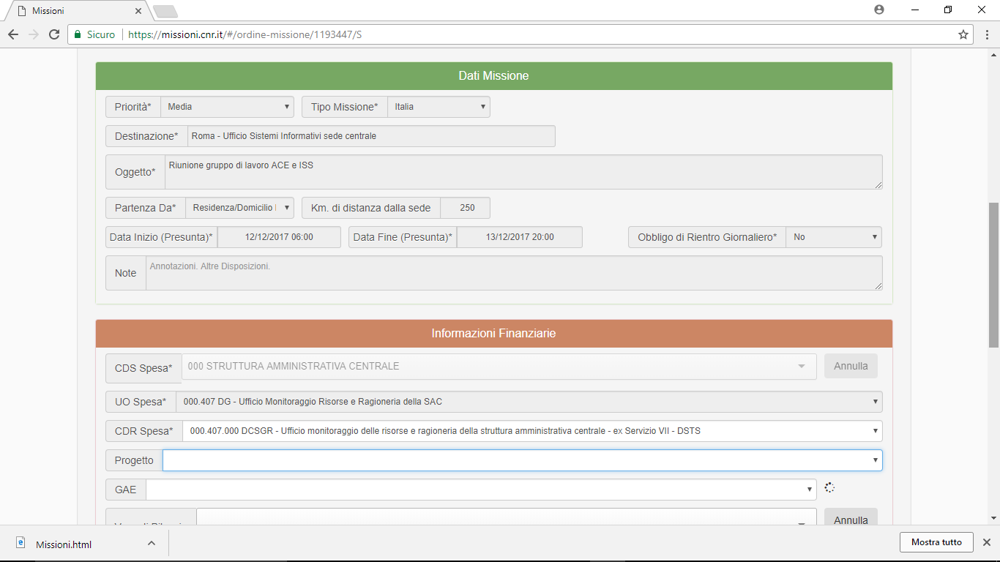 Missioni
Sicuro https://missioni.cnr.it/#/ordine-missione/1193447/S
Dati Missione
Priorità* Media Tipo Missione* Italia
Destinazione* Roma - Ufficio Sistemi Informativi sede centrale
Oggetto* Riunione gruppo di lavoro ACE e ISS
Partenza Da* Residenza/Domicilio Km. di distanza dalla sede 250
Data Inizio (Presunta)* 12/12/2017 06:00 Data Fine (Presunta)* 13/12/2017 20:00 Obbligo di Rientro Giornaliero* No
Note Annotazioni. Altre Disposizioni.
Informazioni Finanziarie
CDS Spesa* 000 STRUTTURA AMMINISTRATIVA CENTRALE Annulla
UO Spesa* 000.407 DG - Ufficio Monitoraggio Risorse e Ragioneria della SAC
CDR Spesa* 000.407.000 DCSGR - Ufficio monitoraggio delle risorse e ragioneria della struttura amministrativa centrale - ex Servizio VII - DSTS
Progetto
GAE
Annulla
Missioni.html Mostra tutto